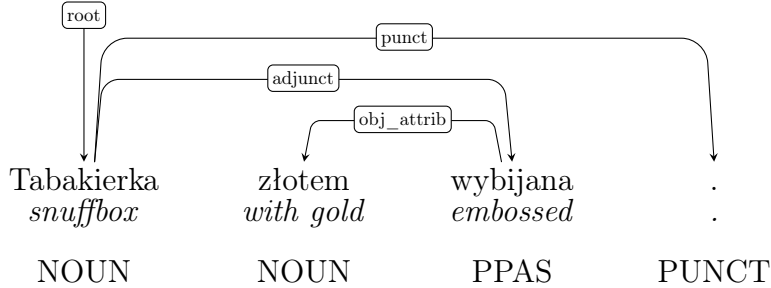 root
punct
adjunct
obj_attrib
Tabakierka złotem wybijana .
snuffbox with gold embossed .
NOUN NOUN PPAS PUNCT